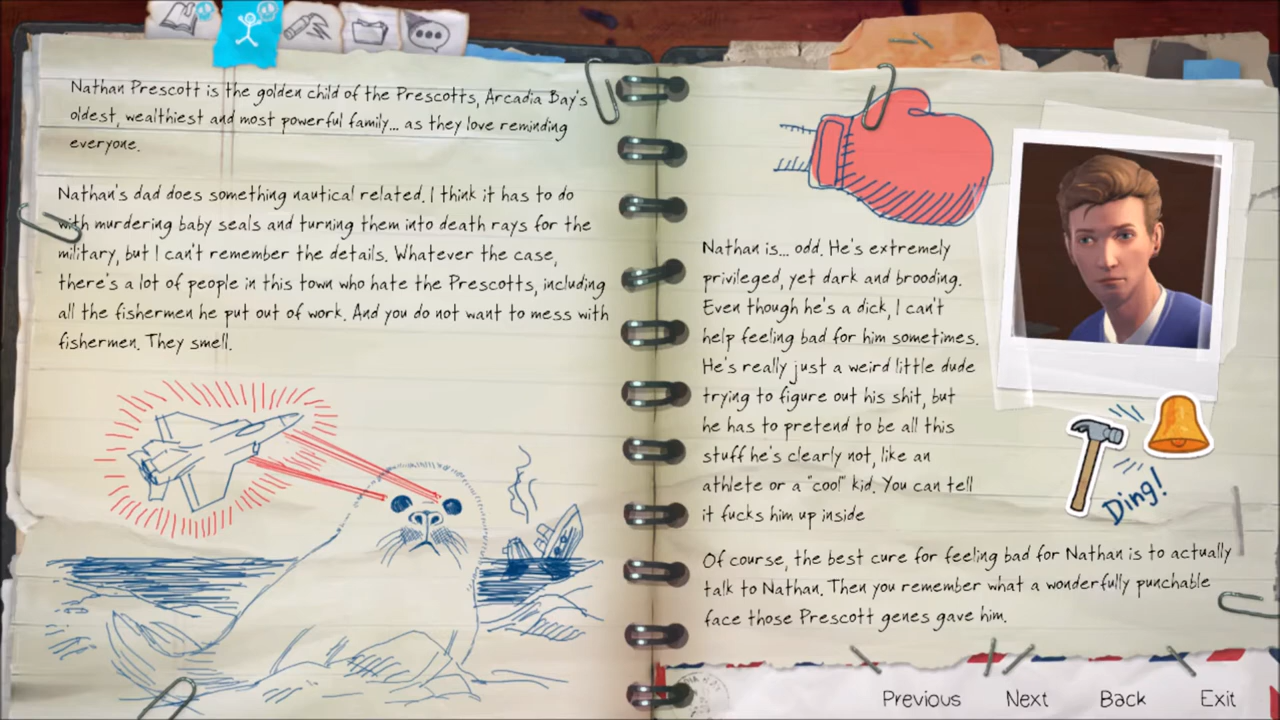 Nathan Prescott is the golden child of the Prescotts, Arcadia Bay's
oldest, wealthiest and most powerful family... as they love reminding
everyone.
Nathan's dad does something nautical related. I think it has to do
with murdering baby seals and turning them into death rays for the
military, but I can't remember the details. Whatever the case,
there's a lot of people in this town who hate the Prescotts, including
all the fishermen he put out of work. And you do not want to mess with
fishermen. They smell.
Nathan is... odd. He's extremely
privileged, yet dark and brooding.
Even though he's a dick, I can't
help feeling bad for him sometimes.
He's really just a weird little dude
trying to figure out his shit, but
he has to pretend to be all this
stuff he's clearly not, like an
athlete or a "cool" kid. You can tell
it fucks him up inside
Ding!
Of course, the best cure for feeling bad for Nathan is to actually
talk to Nathan. Then you remember what a wonderfully punchable
face those Prescott genes gave him.
Previous Next Back Exit